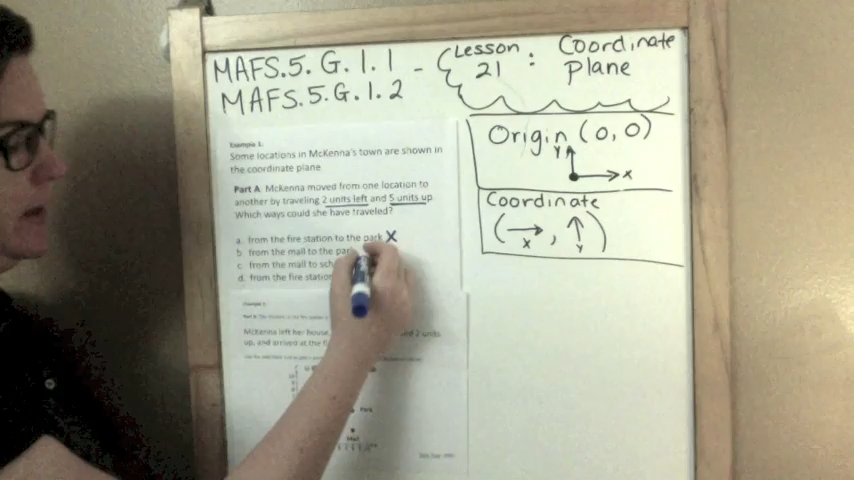 MAFS.5.G.1.1 - Lesson 21 : Coordinate Plane
MAFS.5.G.1.2
Origin (0,0)
Y
X
Coordinate
( → , ↑ )
X Y
Example 1:
Some locations in McKenna's town are shown in
the coordinate plane
Part A: McKenna moved from one location to
another by traveling 2 units left and 5 units up.
Which ways could she have traveled?
a. from the fire station to the park X
b. from the mall to the
c. from the mall to
d. from the fire
McKenna left her house,
2 units
up, and arrived at the
Park
Mall